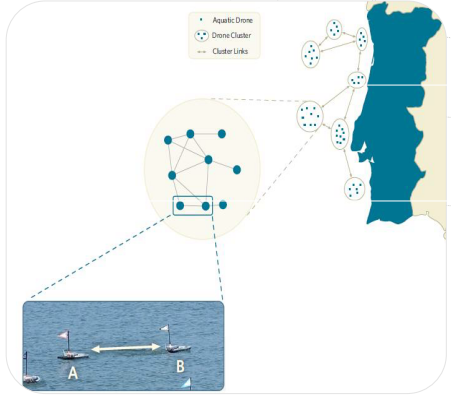 Aquatic Drone
Drone Cluster
Cluster Links
A
B